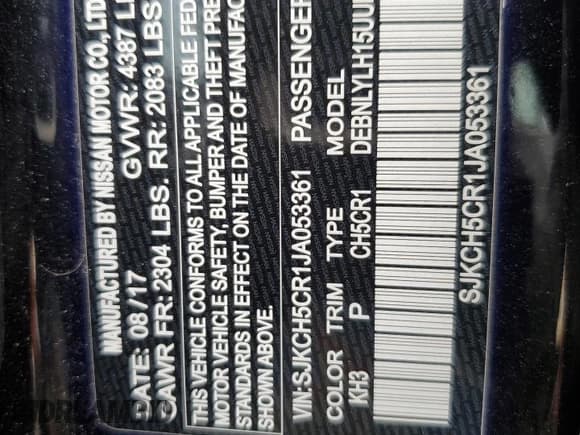 MANUFACTURED BY NISSAN MOTOR CO., LTD
DATE: 08 /17 GVWR: 4387 L
GAWR FR: 2304 LBS. RR: 2083 LBS
THIS VEHICLE CONFORMS TO ALL APPLICABLE FED
MOTOR VEHICLE SAFETY, BUMPER AND THEFT PRE
STANDARDS IN EFFECT ON THE DATE OF MANUFAC
SHOWN ABOVE.
VIN-SJKCH5CR1JA053361 PASSENGER
COLOR TRIM TYPE MODEL
KH3 P CH5CR1 DEBNLYLH15UU
SJKCH5CR1JA053361